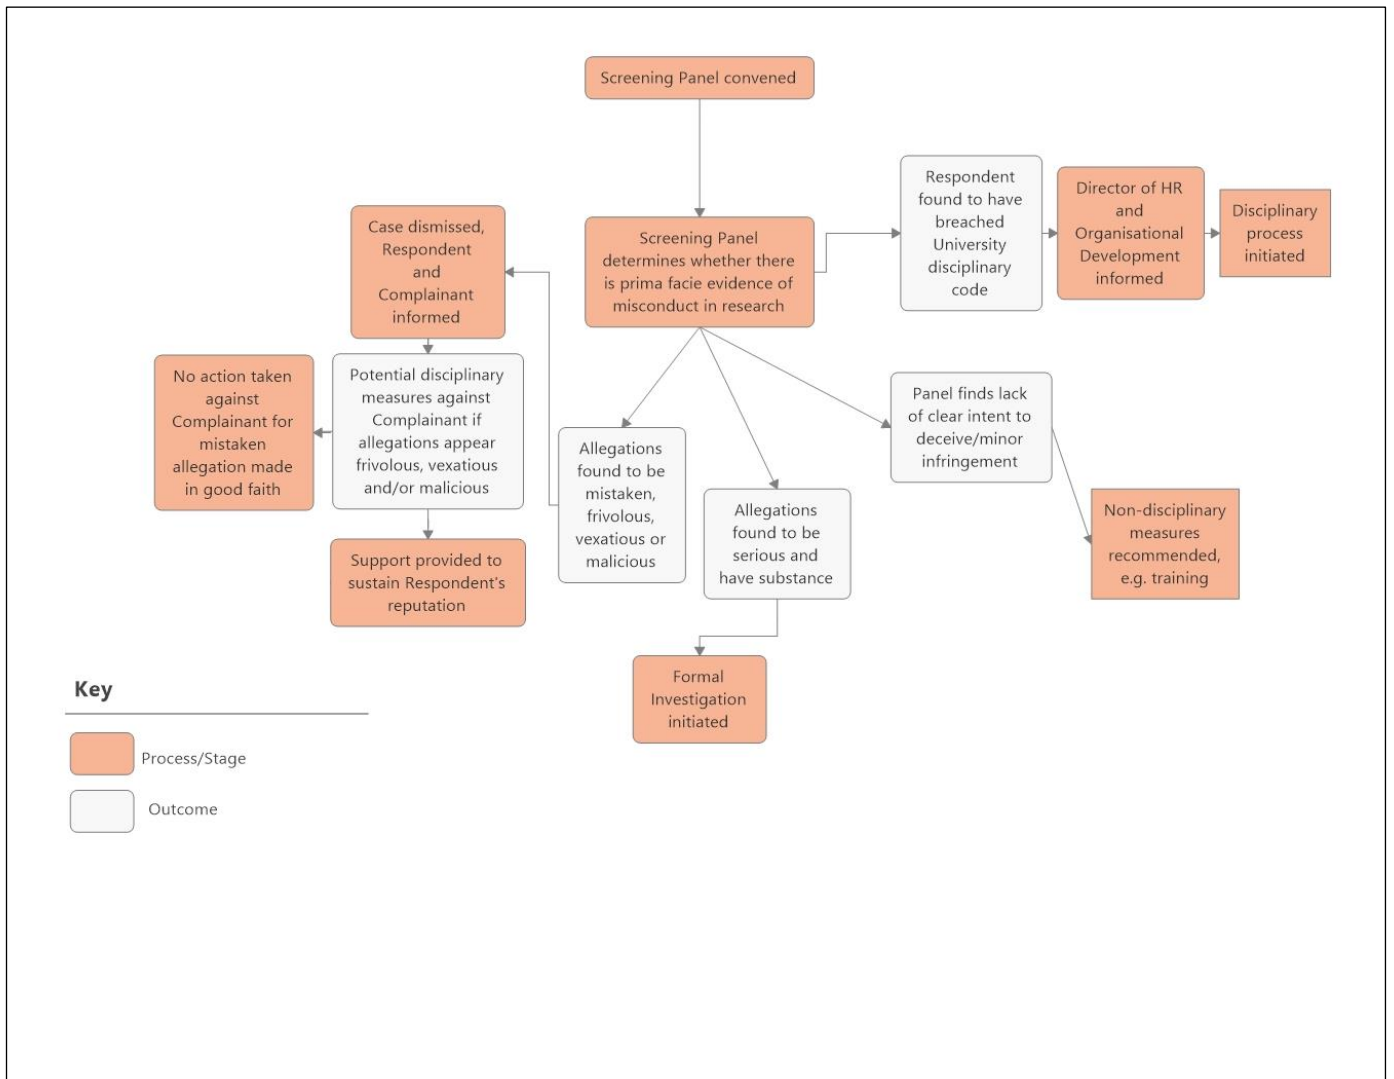 Screening Panel convened
Respondent
found to have
breached
University
disciplinary
code
Director of HR
and
Organisational
Development
informed
Disciplinary
process
initiated
Case dismissed,
Respondent
and
Complainant
informed
Screening Panel
determines whether there
is prima facie evidence of
misconduct in research
No action taken
against
Complainant for
mistaken
allegation made
in good faith
Potential disciplinary
measures against
Complainant if
allegations appear
frivolous, vexatious
and/or malicious
Allegations
found to be
mistaken,
frivolous,
vexatious or
malicious
Allegations
found to be
serious and
have substance
Panel finds lack
of clear intent to
deceive/minor
infringement
Non-disciplinary
measures
recommended,
e.g. training
Support provided to
sustain Respondent's
reputation
Formal
Investigation
initiated
Key
Process/Stage
Outcome